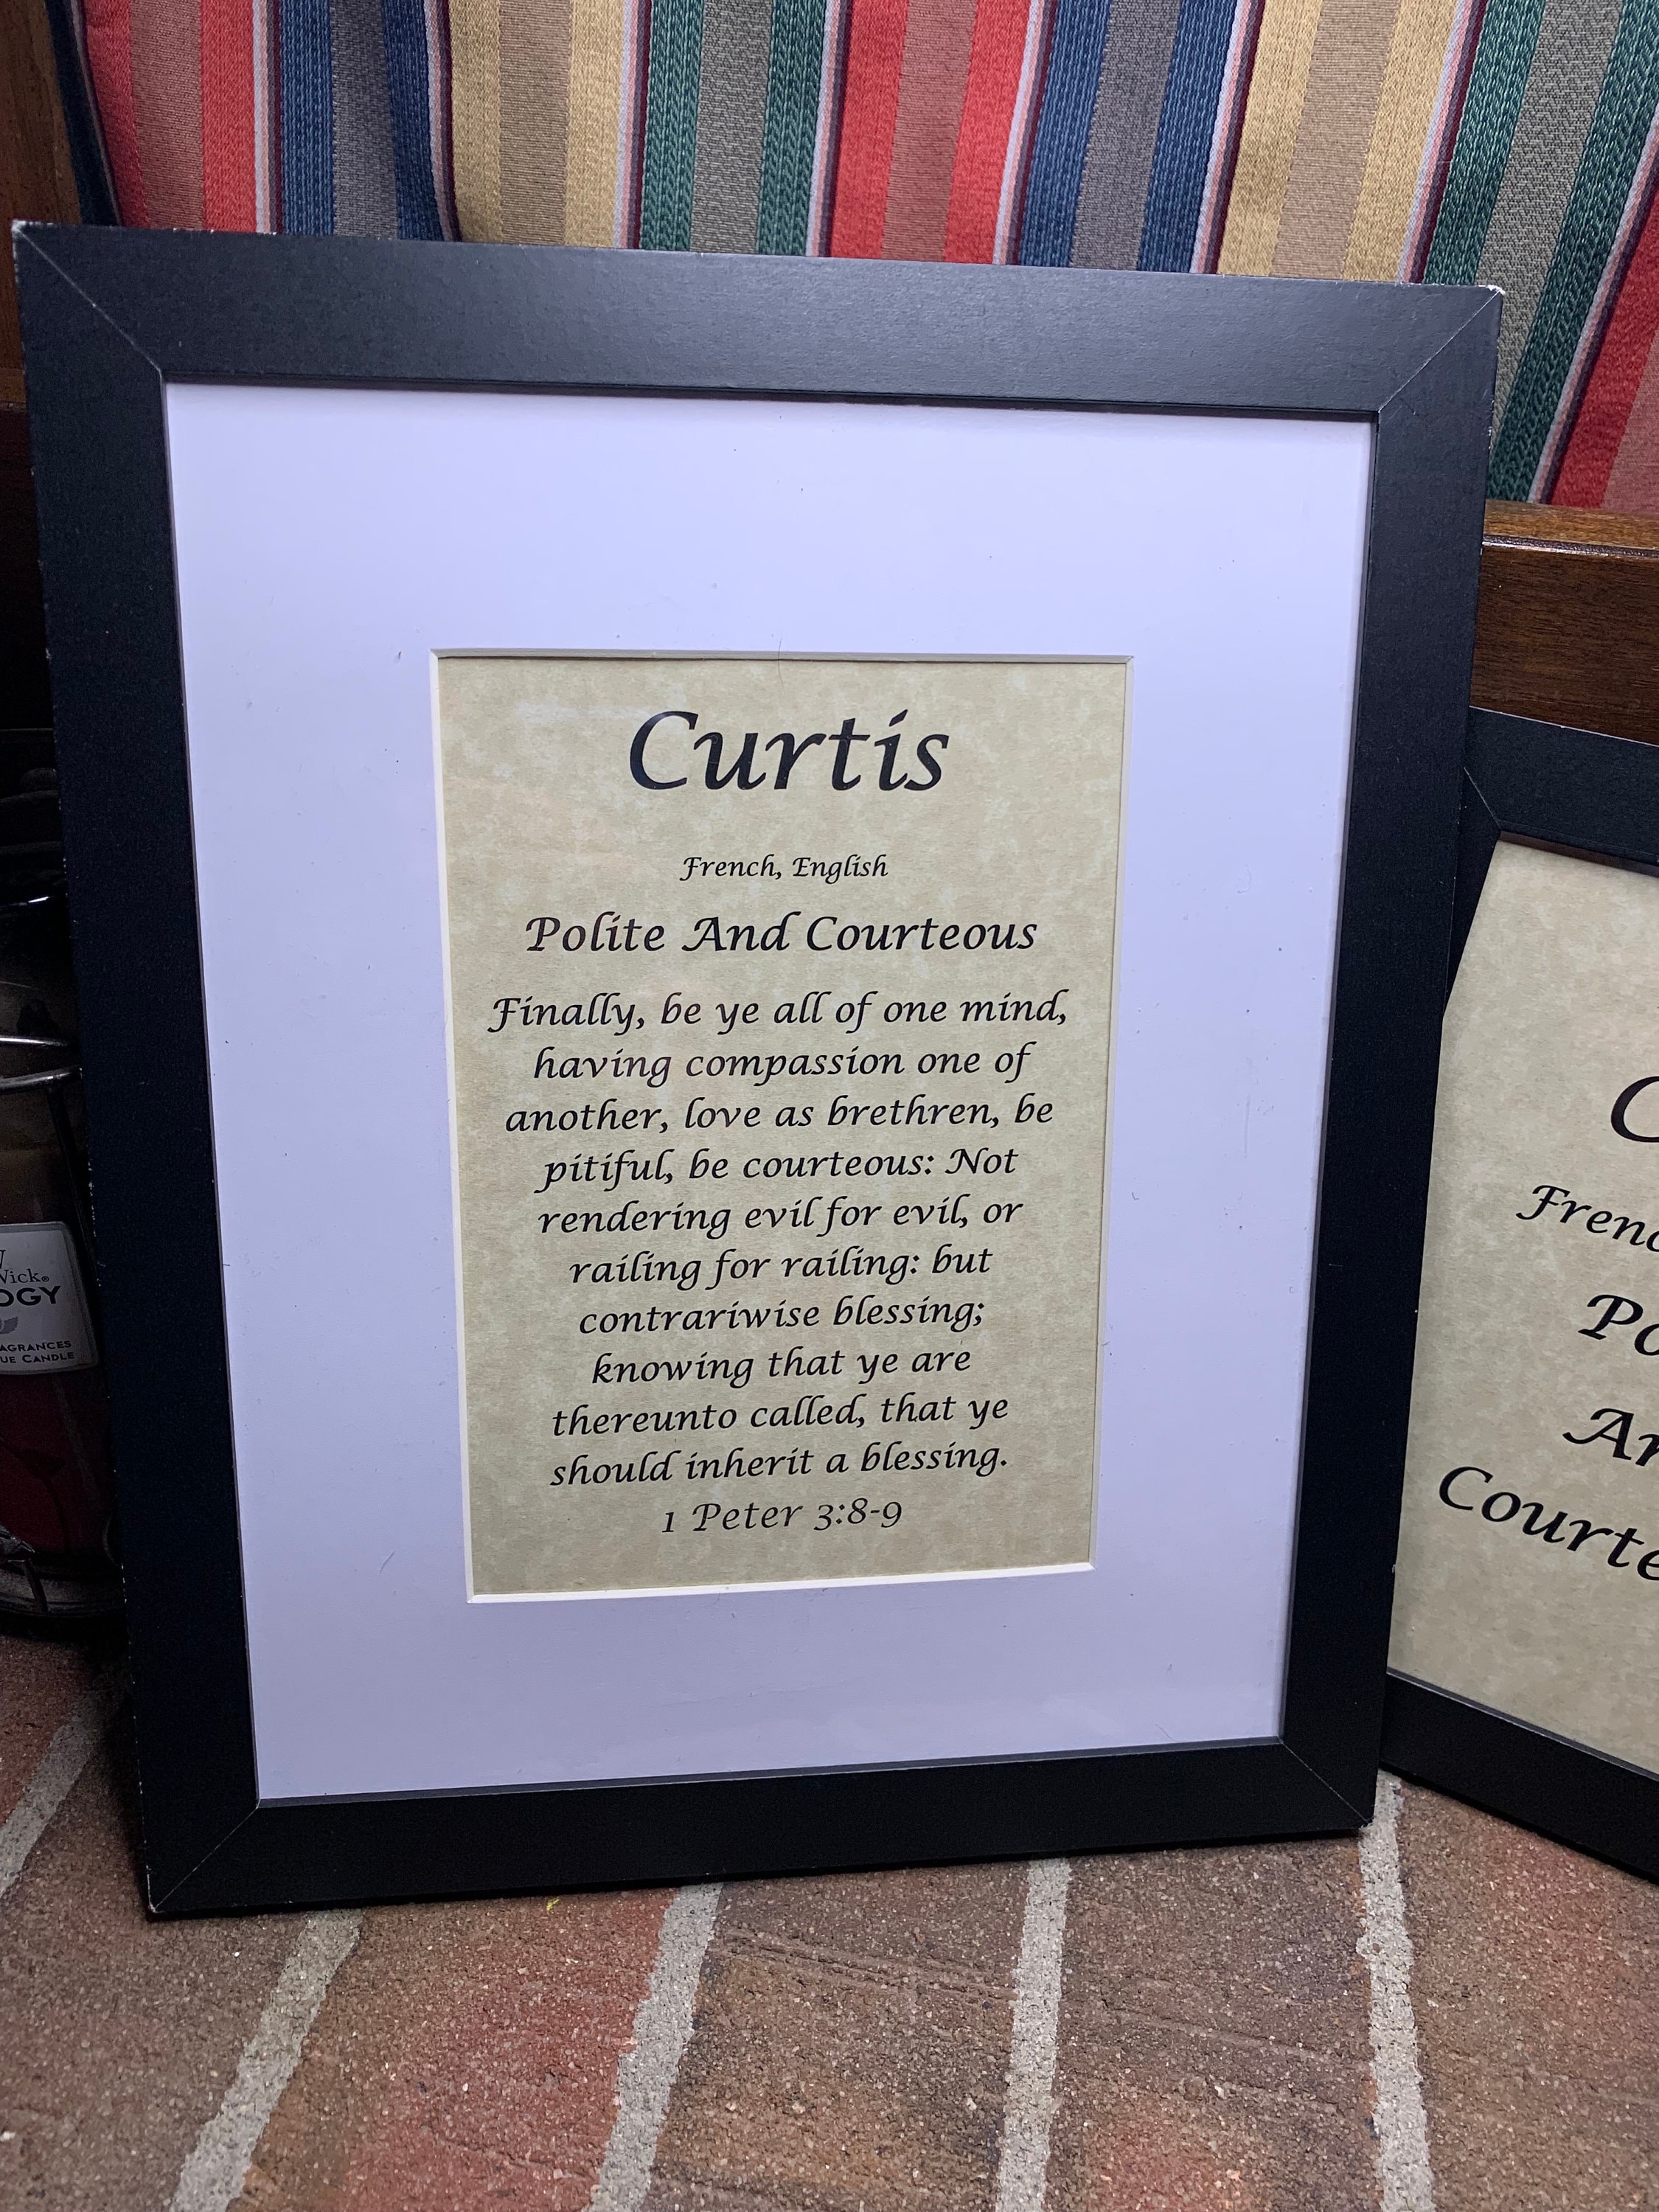 Curtis
French, English
Polite And Courteous
Finally, be ye all of one mind,
having compassion one of
another, love as brethren, be
pitiful, be courteous: Not
rendering evil for evil, or
railing for railing: but
contrariwise blessing;
knowing that ye are
thereunto called, that ye
should inherit a blessing.
1 Peter 3:8-9